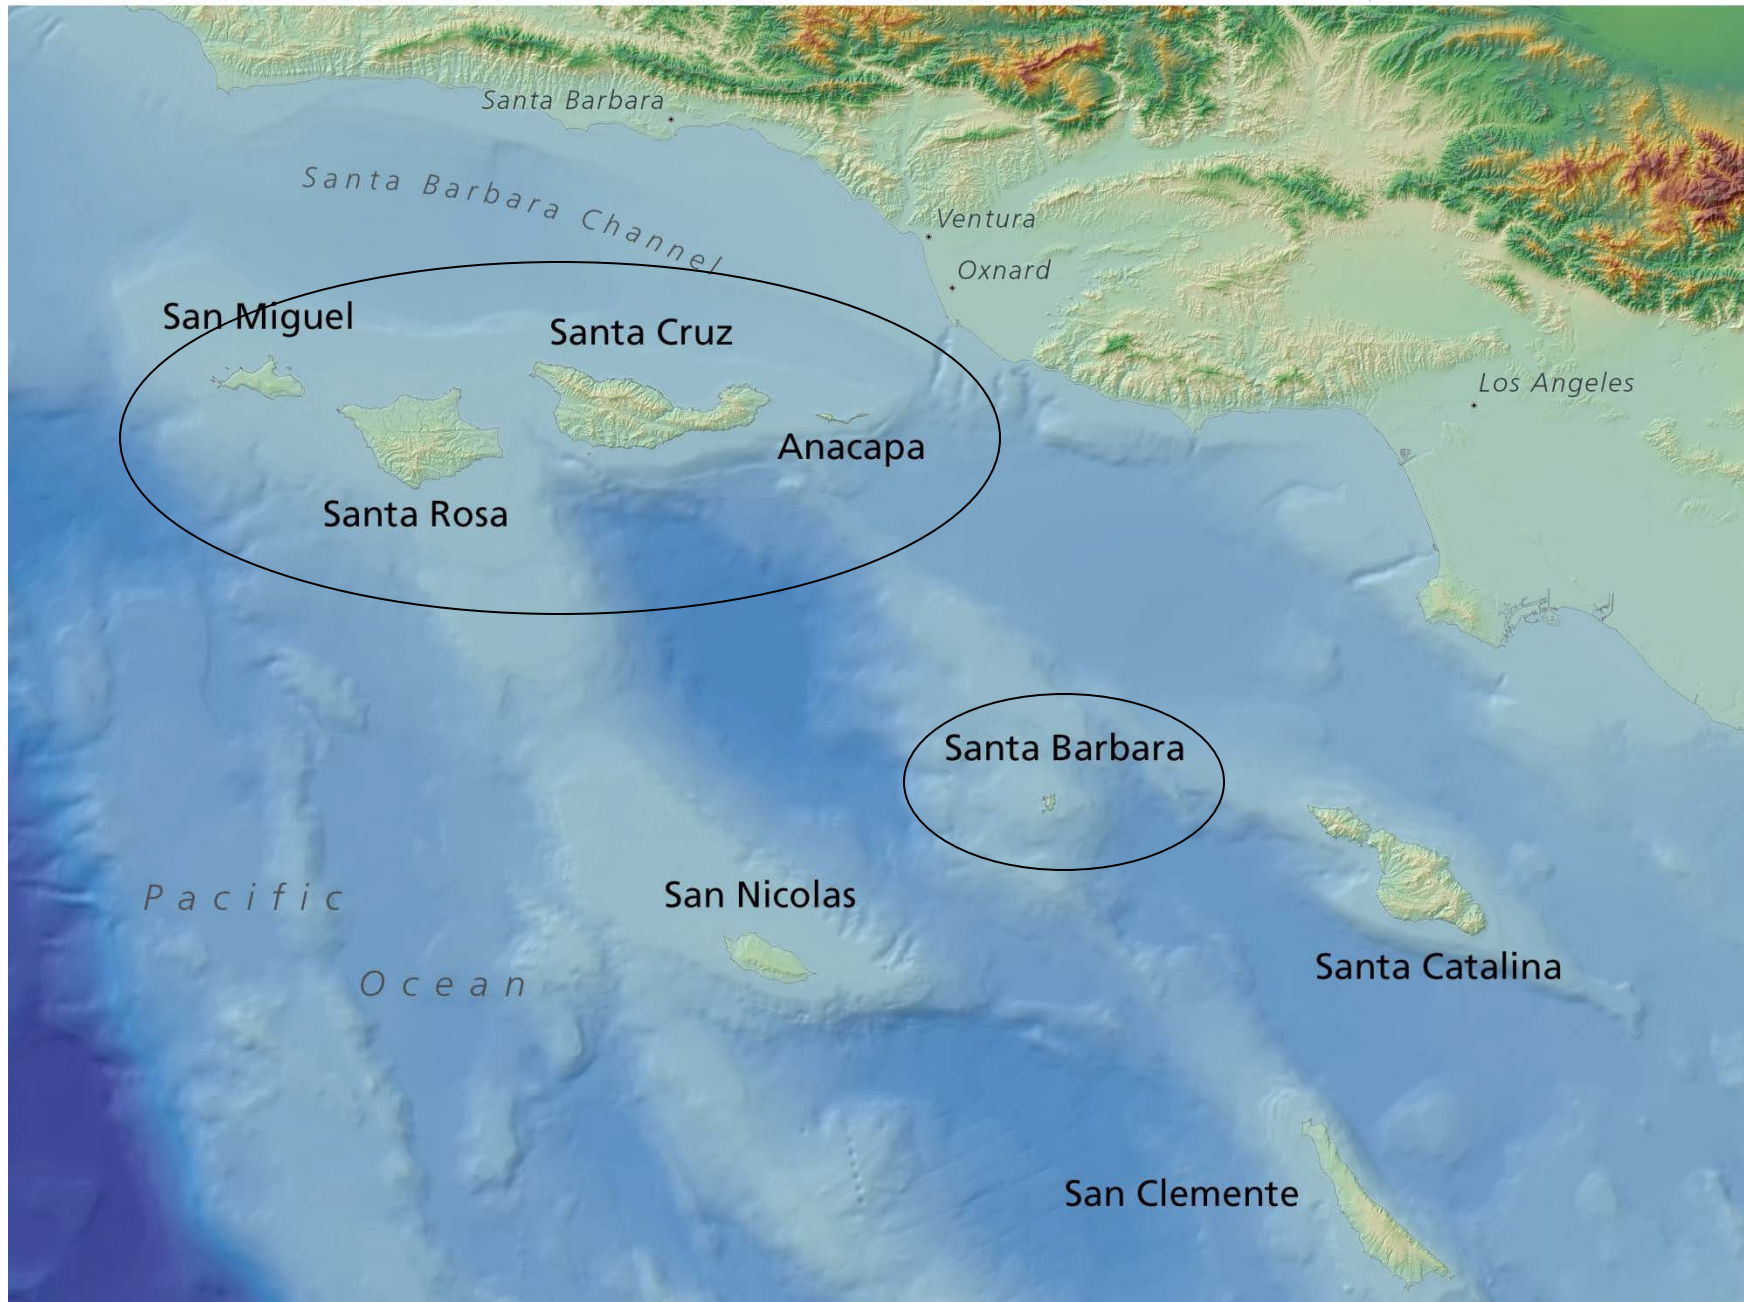 Santa Barbara
Santa Barbara Channel
Ventura
Oxnard
San Miguel
Santa Cruz
Los Angeles
Anacapa
Santa Rosa
Santa Barbara
San Nicolas
Pacific
Ocean
Santa Catalina
San Clemente